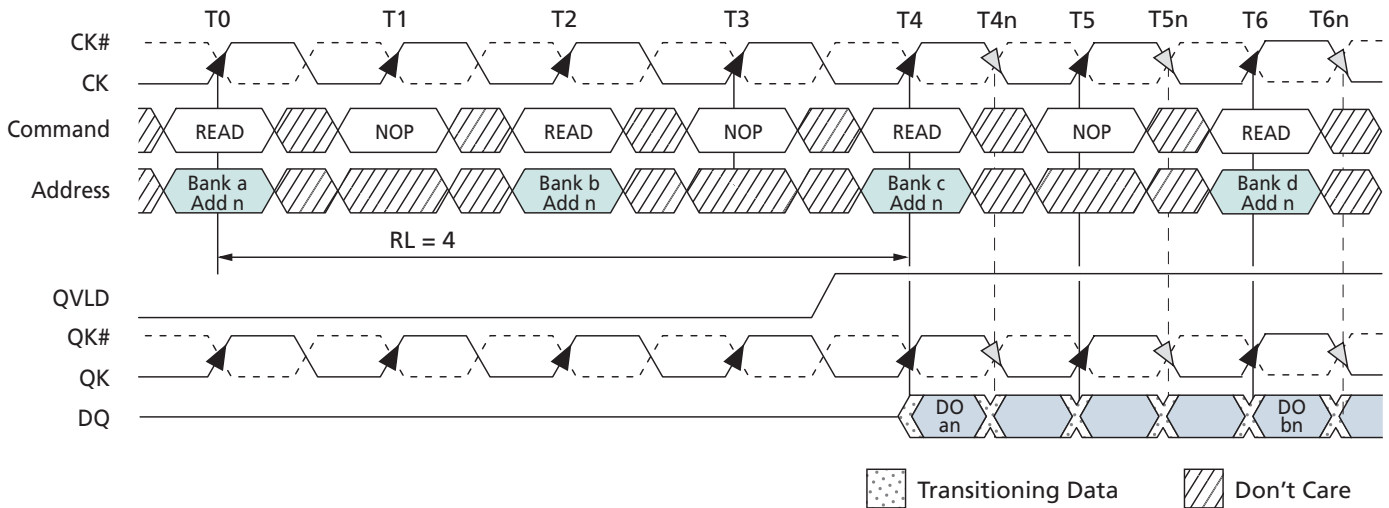 T0 T1 T2 T3 T4 T4n T5 T5n T6 T6n
CK#
CK
Command READ NOP READ NOP READ NOP READ
Address Bank a Add n Bank b Add n Bank c Add n Bank d Add n
RL = 4
QVLD
QK#
QK
DQ DO an DO bn
Transitioning Data Don't Care